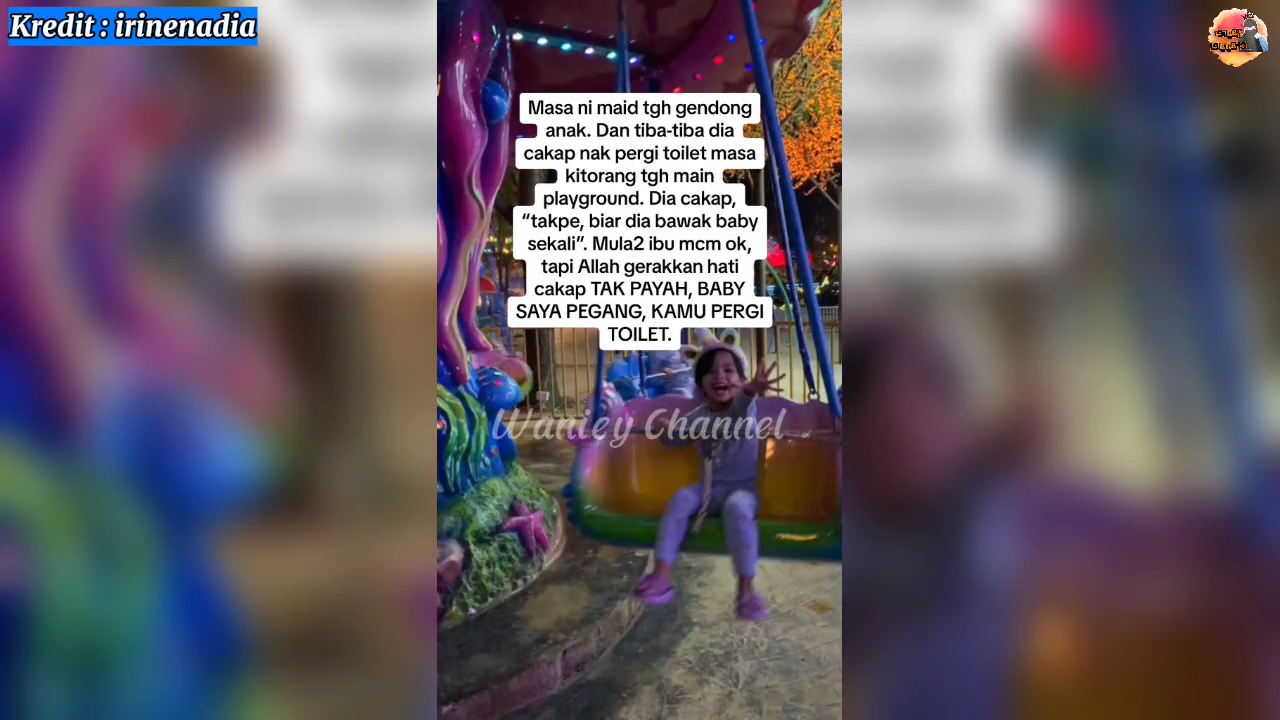 Kredit : irinenadia
Masa ni maid tgh gendong
anak. Dan tiba-tiba dia
cakap nak pergi toilet masa
kitorang tgh main
playground. Dia cakap,
“takpe, biar dia bawak baby
sekali”. Mula2 ibu mcm ok,
tapi Allah gerakkan hati
cakap TAK PAYAH, BABY
SAYA PEGANG, KAMU PERGI
TOILET.
Waniey Channel